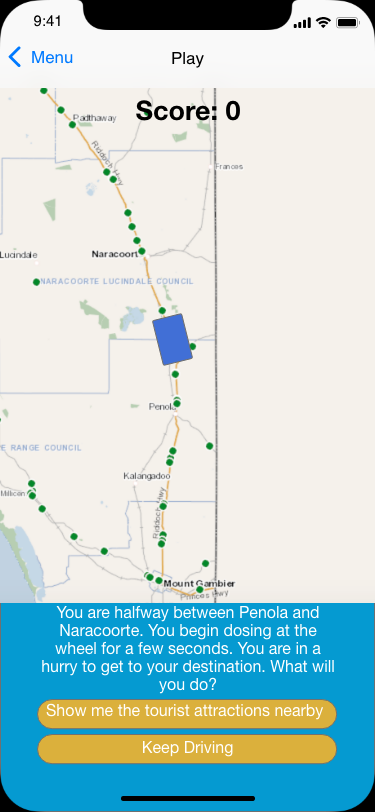 9:41
Menu
Play
Score: 0
Padthaway
Riddoch Hwy
Frances
Lucindale
Naracoort
NARACOORTE LUCINDALE COUNCIL
Penola
E RANGE COUNCIL
Kalangadoo
Millicen
Riddoch Hwy
Mount Gambier
Princes Hwy
You are halfway between Penola and
Naracoorte. You begin dosing at the
wheel for a few seconds. You are in a
hurry to get to your destination. What will
you do?
Show me the tourist attractions nearby
Keep Driving